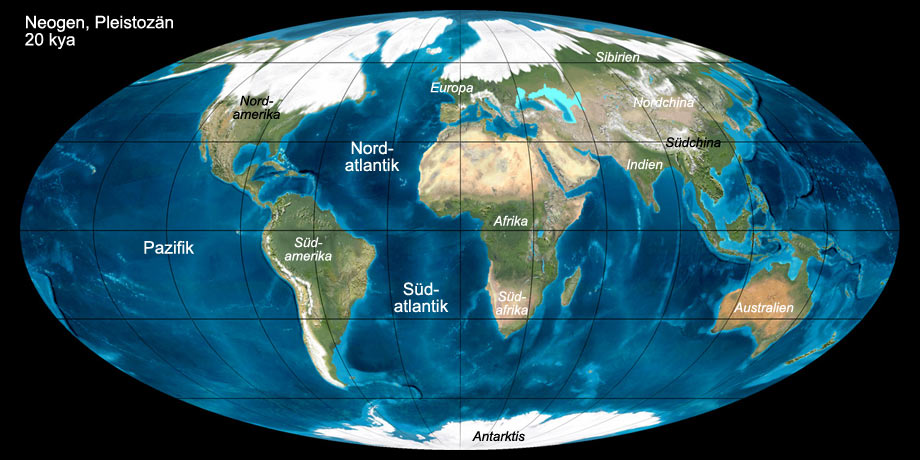 Neogen, Pleistozän
20 kya
Sibirien
Europa
Nordchina
Nord-
amerika
Südchina
Nord-
atlantik
Indien
Afrika
Pazifik
Süd-
amerika
Süd-
atlantik
Süd-
afrika
Australien
Antarktis